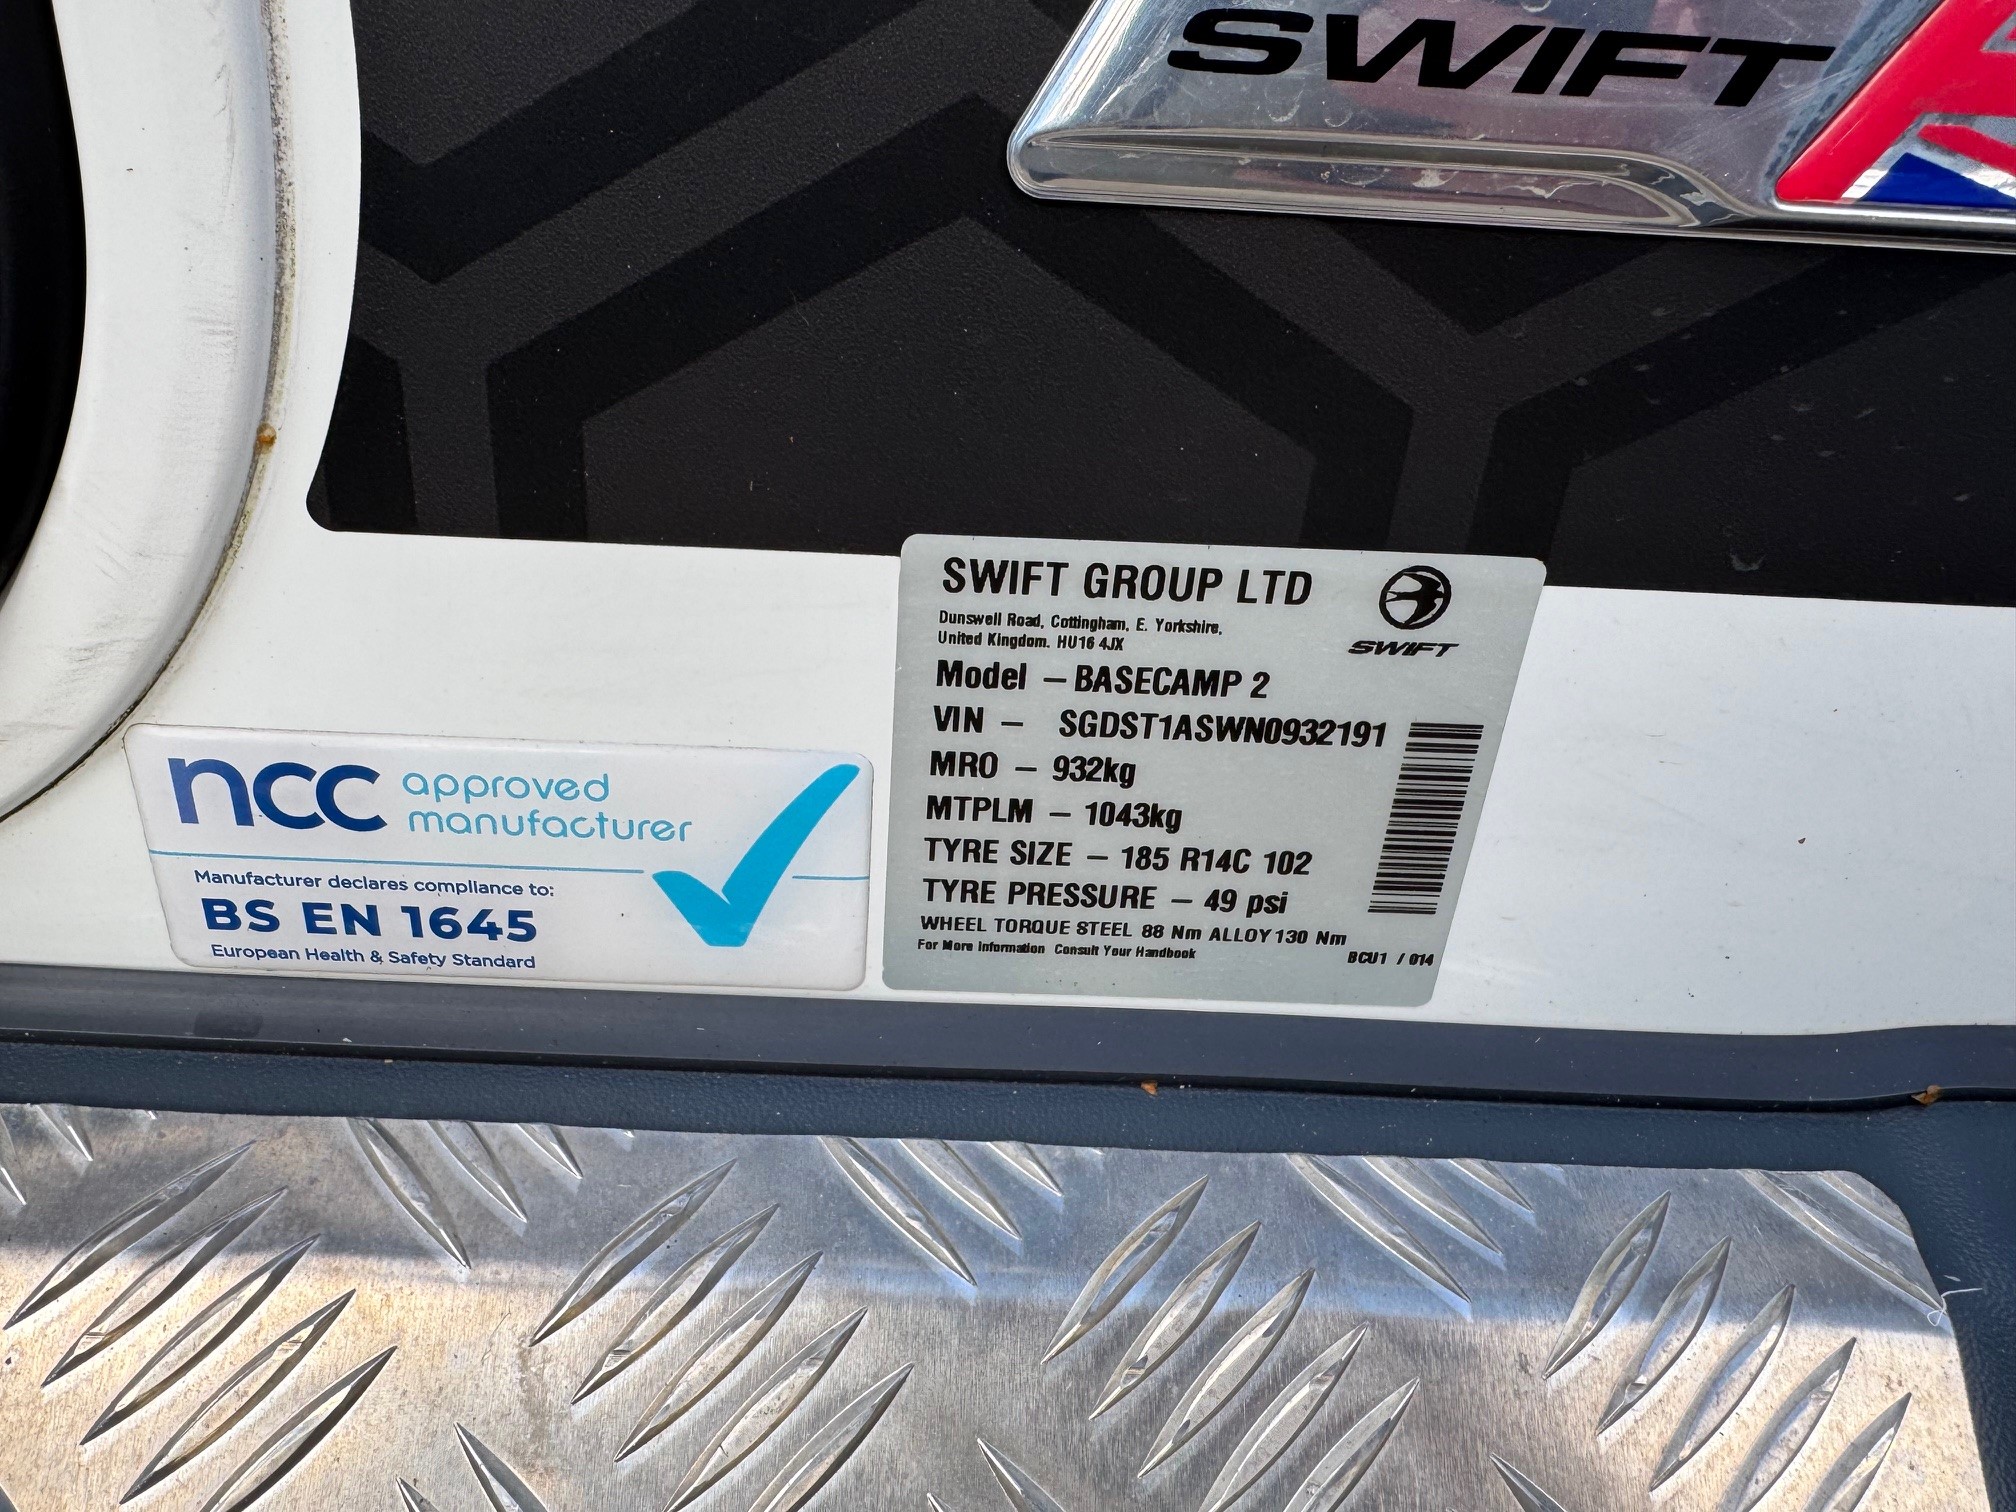 SWIFT
SWIFT GROUP LTD
Dunswell Road, Cottingham, E. Yorkshire,
United Kingdom. HU16 4JX
SWIFT
Model – BASECAMP 2
VIN – SGDST1ASWN0932191
MRO – 932kg
MTPLM – 1043kg
TYRE SIZE – 185 R14C 102
TYRE PRESSURE – 49 psi
WHEEL TORQUE STEEL 88 Nm ALLOY 130 Nm
For More Information Consult Your Handbook
BCU1 / 014
ncc approved
manufacturer
Manufacturer declares compliance to:
BS EN 1645
European Health & Safety Standard